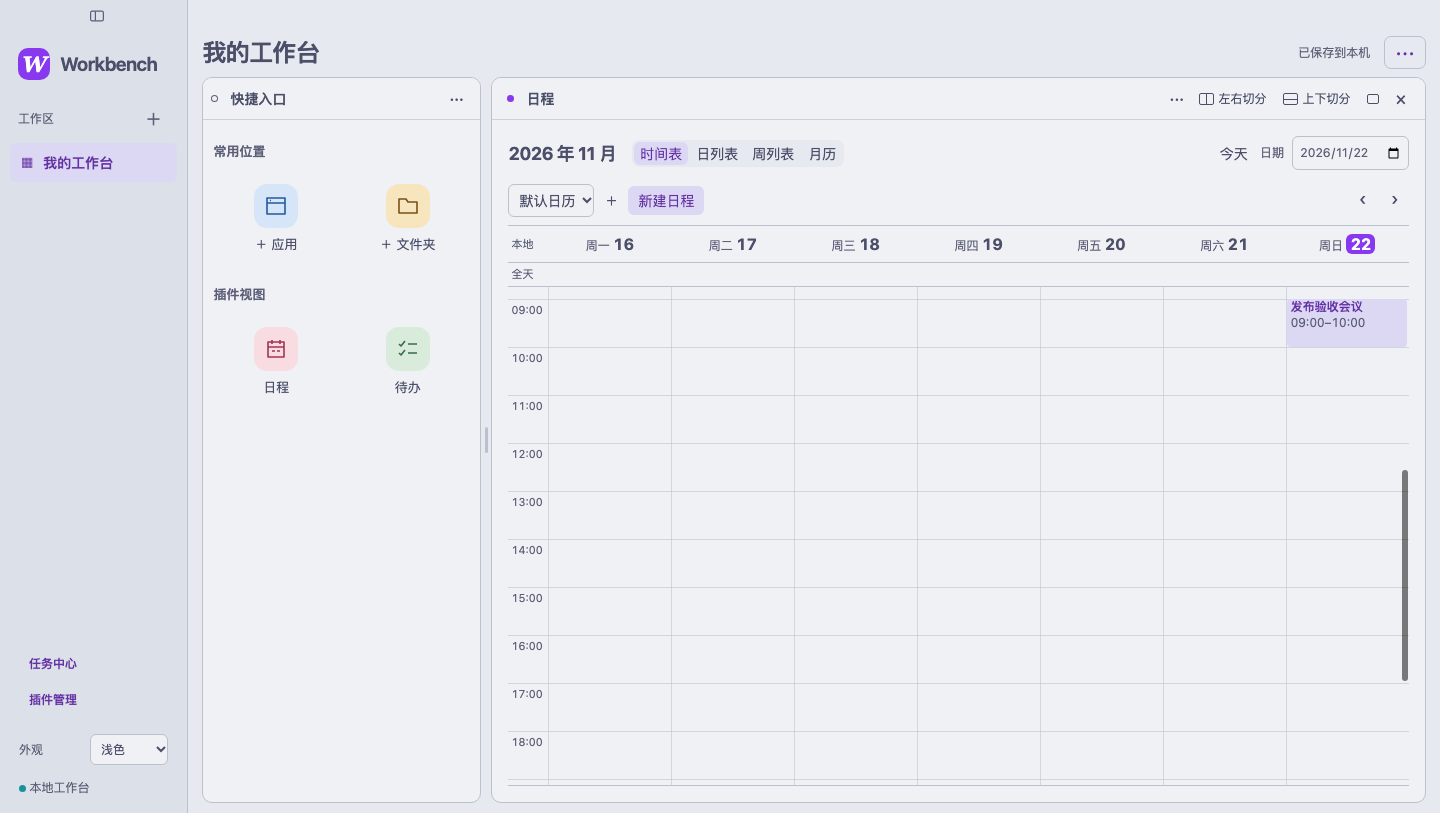 W Workbench
工作区 +
我的工作台
任务中心
插件管理
外观 浅色
本地工作台
我的工作台
已保存到本机 ...
快捷入口 ...
常用位置
+ 应用
+ 文件夹
插件视图
日程
待办
日程
... 左右切分 上下切分 ×
2026 年 11 月
时间表 日列表 周列表 月历
今天 日期 2026/11/22
默认日历 + 新建日程
‹ ›
本地 周一 16 周二 17 周三 18 周四 19 周五 20 周六 21 周日 22
全天
09:00
发布验收会议
09:00–10:00
10:00
11:00
12:00
13:00
14:00
15:00
16:00
17:00
18:00